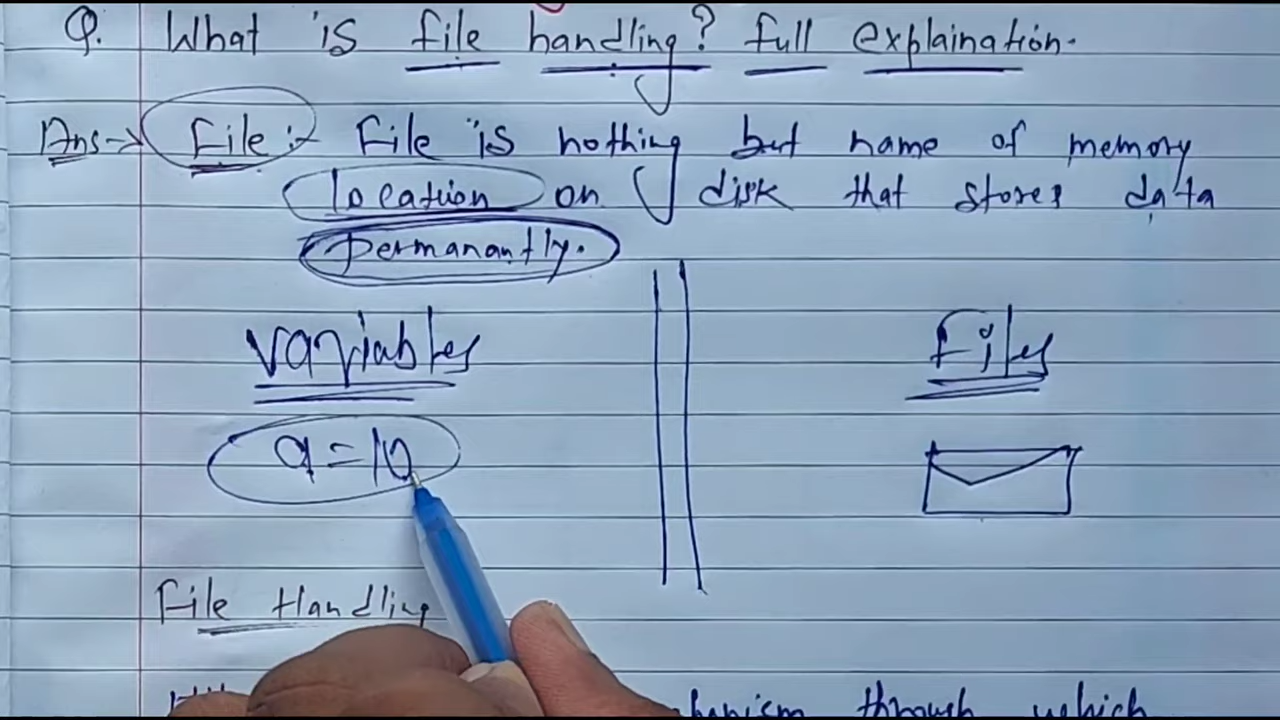 Q. What is file handling? full explaination.
Ans→ File:- File is nothing but name of memory
location on disk that stores data
permanantly.
variables
Files
a=10
File Handling
through which